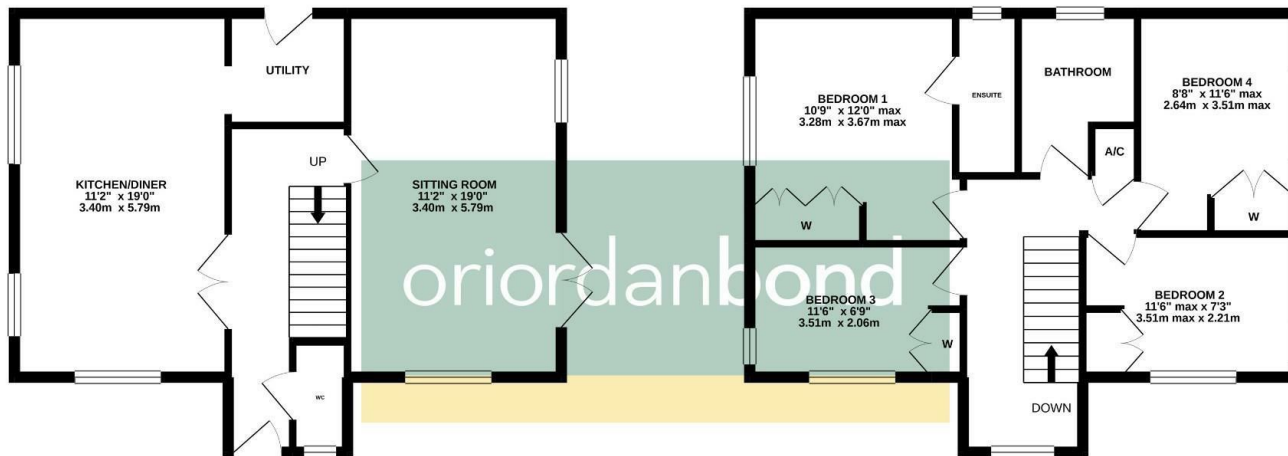 UTILITY
KITCHEN/DINER
11'2" x 19'0"
3.40m x 5.79m
UP
SITTING ROOM
11'2" x 19'0"
3.40m x 5.79m
WC
oriordanbond
BEDROOM 1
10'9" x 12'0" max
3.28m x 3.67m max
ENSUITE
BATHROOM
A/C
BEDROOM 4
8'8" x 11'6" max
2.64m x 3.51m max
W
W
BEDROOM 3
11'6" x 6'9"
3.51m x 2.06m
W
BEDROOM 2
11'6" max x 7'3"
3.51m max x 2.21m
DOWN